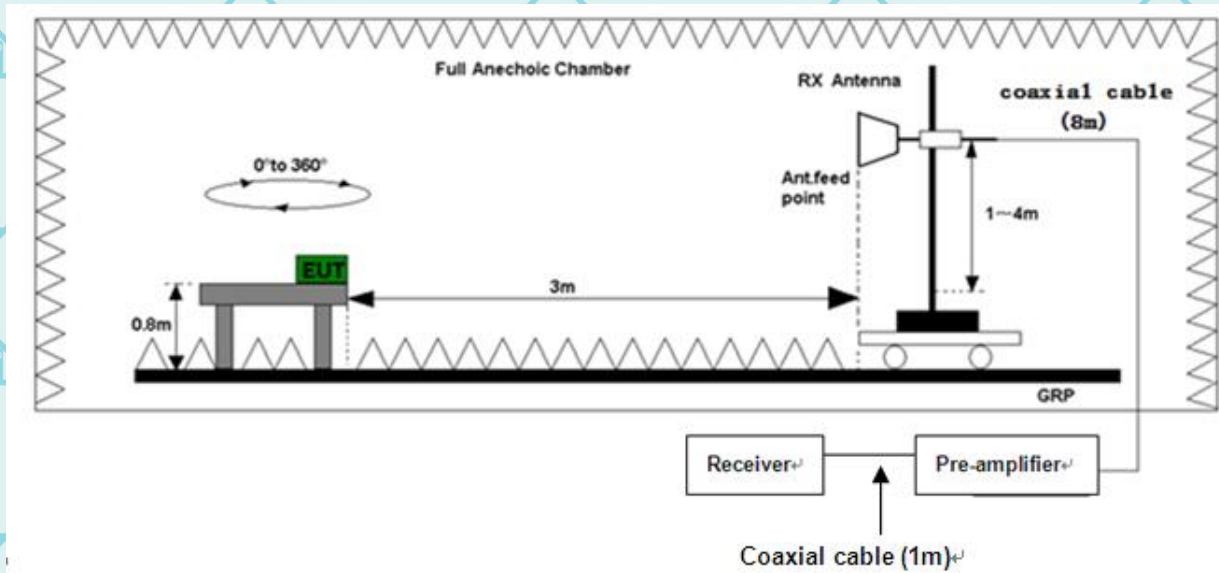 Full Anechoic Chamber
RX Antenna
coaxial cable
(8m)
0°to 360°
Ant.feed
point
1~4m
EUT
3m
0.8m
GRP
Receiver↵
Pre-amplifier↵
Coaxial cable (1m)↵